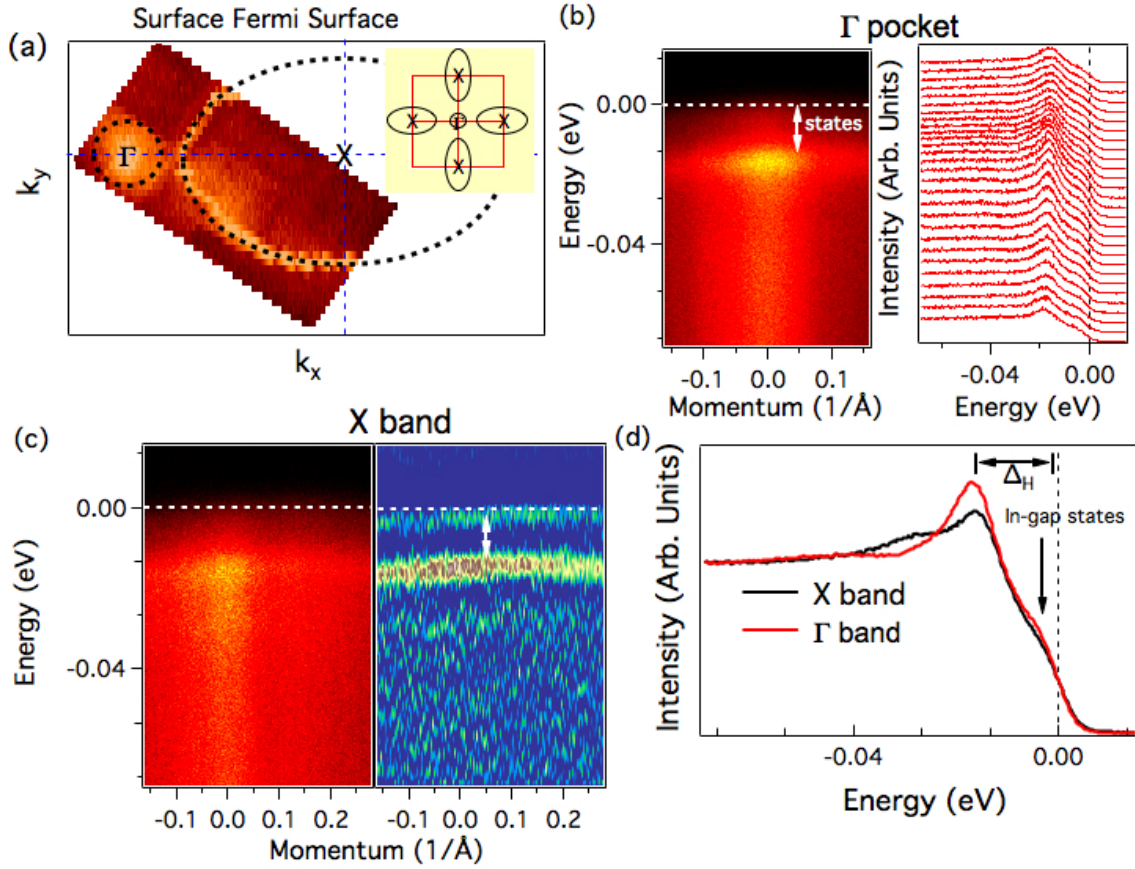 Surface Fermi Surface
(a)
Γ
X
k_y
k_x
X
X
Γ
X
X
(b)
Γ pocket
0.00
-0.04
Energy (eV)
states
-0.1
0.0
0.1
Momentum (1/Å)
Intensity (Arb. Units)
-0.04
0.00
Energy (eV)
(c)
X band
0.00
-0.04
Energy (eV)
-0.1
0.0
0.1
0.2
-0.1
0.0
0.1
0.2
Momentum (1/Å)
(d)
Intensity (Arb. Units)
Δ_H
In-gap states
X band
Γ band
-0.04
0.00
Energy (eV)